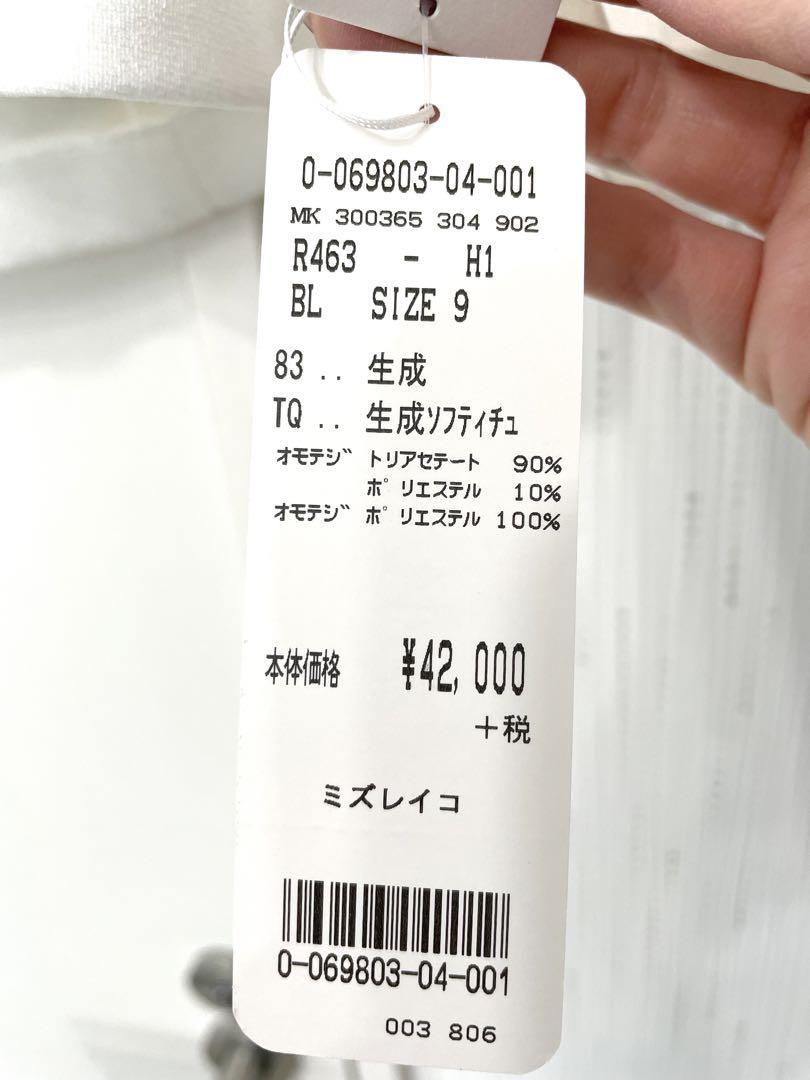 0-069803-04-001
MK 300365 304 902
R463 - H1
BL SIZE 9
83 .. 生成
TQ .. 生成ソフティチュ
オモテジ゛ トリアセテート 90%
ポリエステル 10%
オモテジ゛ ポリエステル 100%
本体価格 ¥42,000
+税
ミズレイコ
0-069803-04-001
003 806